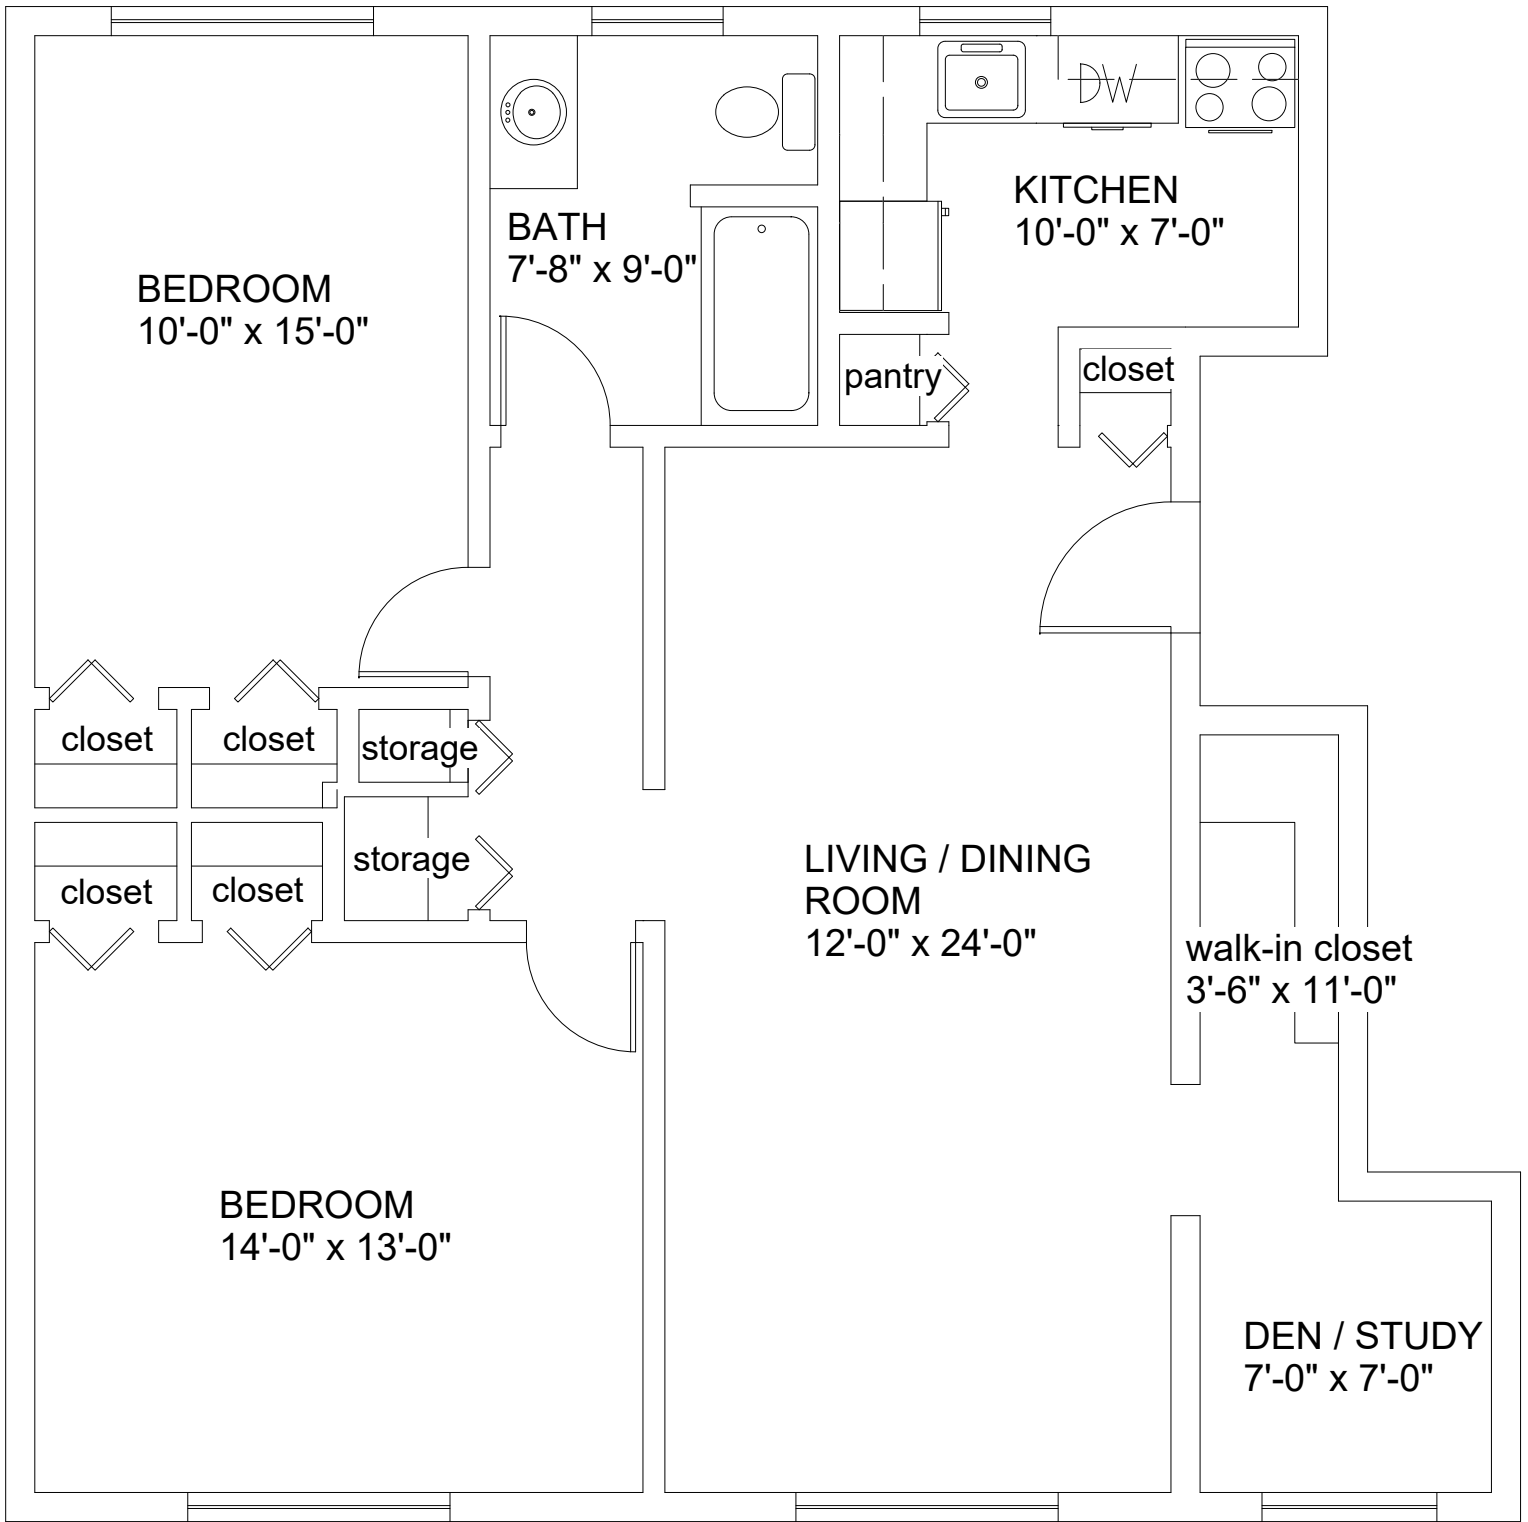 DW
KITCHEN
10'-0" x 7'-0"
BATH
7'-8" x 9'-0"
BEDROOM
10'-0" x 15'-0"
pantry
closet
closet
closet
storage
storage
closet
closet
LIVING / DINING
ROOM
12'-0" x 24'-0"
walk-in closet
3'-6" x 11'-0"
BEDROOM
14'-0" x 13'-0"
DEN / STUDY
7'-0" x 7'-0"